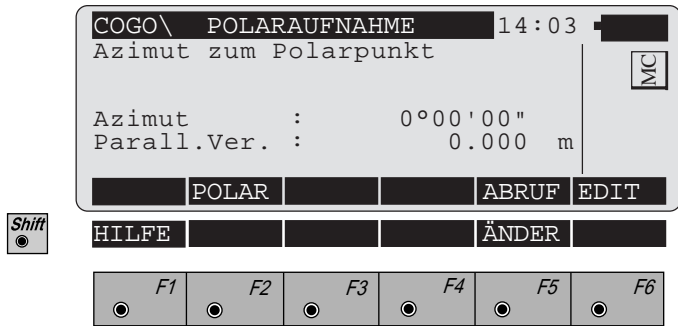 COGO\ POLARAUFNAHME 14:03
Azimut zum Polarpunkt
MC
Azimut : 0°00'00"
Parall.Ver. : 0.000 m
POLAR ABRUF EDIT
Shift
HILFE ÄNDER
F1 F2 F3 F4 F5 F6